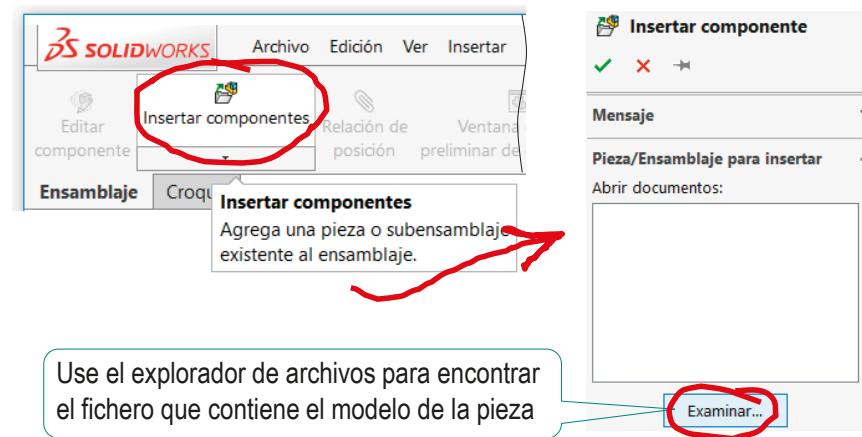 SOLIDWORKS Archivo Edición Ver Insertar
Insertar componentes
Editar componente
Relación de posición
Ventana
preliminar de
Ensamblaje Croqu
Insertar componentes
Agrega una pieza o subensamblaje
existente al ensamblaje.
Insertar componente
Mensaje
Pieza/Ensamblaje para insertar
Abrir documentos:
Examinar...
Use el explorador de archivos para encontrar
el fichero que contiene el modelo de la pieza